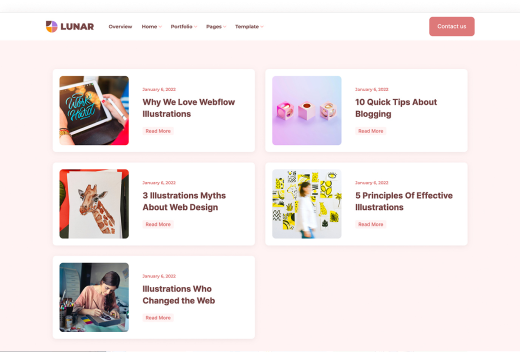 LUNAR
Overview Home Portfolio Pages Template
Contact us
January 6, 2022
Why We Love Webflow
Illustrations
Read More
Work
Hard
January 6, 2022
10 Quick Tips About
Blogging
Read More
January 6, 2022
3 Illustrations Myths
About Web Design
Read More
January 6, 2022
5 Principles Of Effective
Illustrations
Read More
January 6, 2022
Illustrations Who
Changed the Web
Read More